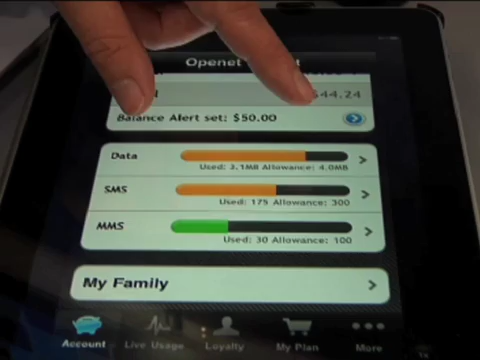 Openet
$44.24
Balance Alert set: $50.00
Data
Used: 3.1MB Allowance: 4.0MB
SMS
Used: 175 Allowance: 300
MMS
Used: 30 Allowance: 100
My Family
Account Live Usage Loyalty My Plan More